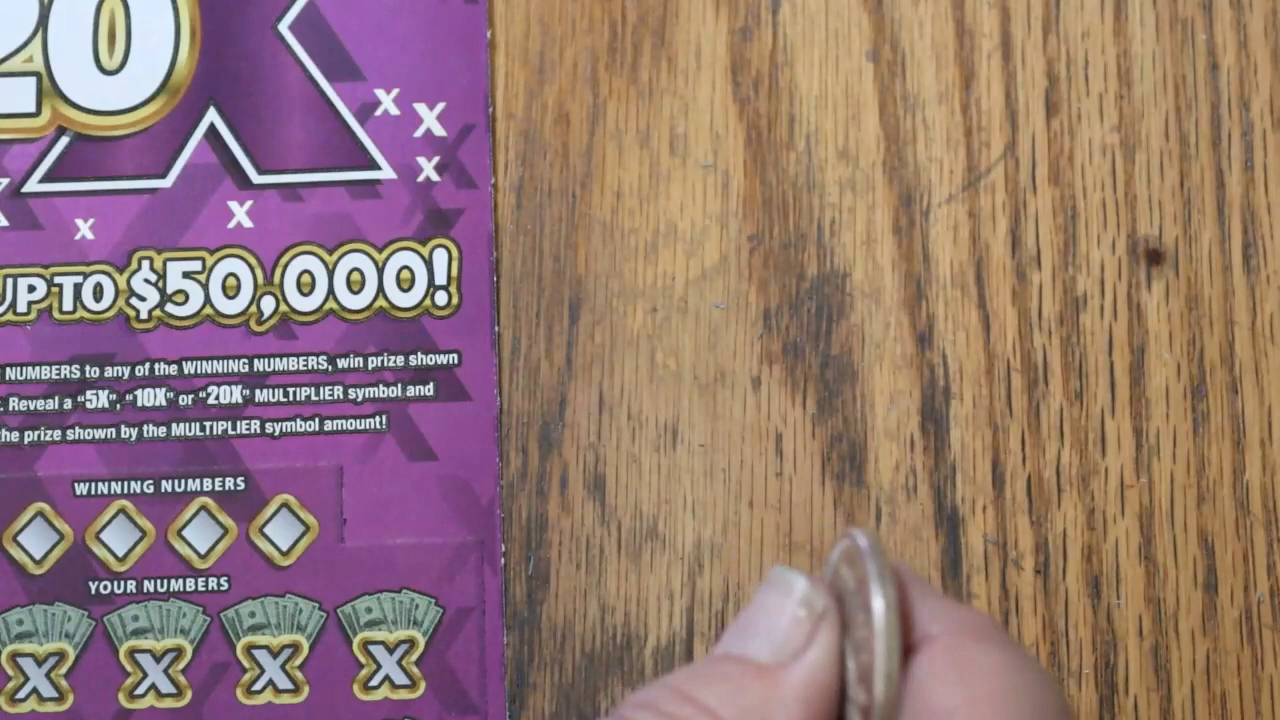 20X
X X
X
X X
UP TO $50,000!
NUMBERS to any of the WINNING NUMBERS, win prize shown
. Reveal a “5X”, “10X” or “20X” MULTIPLIER symbol and
the prize shown by the MULTIPLIER symbol amount!
WINNING NUMBERS
YOUR NUMBERS
X X X X